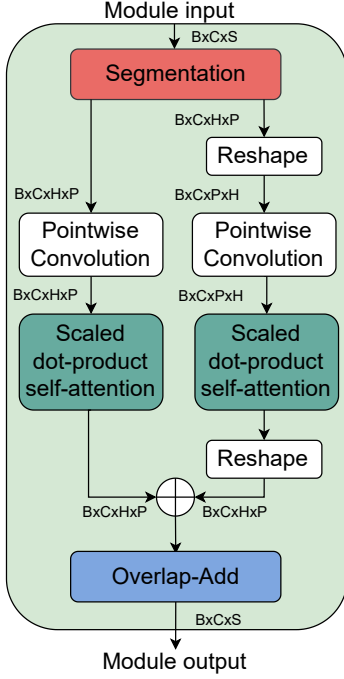 Module input
BxCxS
Segmentation
BxCxHxP
Reshape
BxCxHxP
BxCxPxH
Pointwise
Convolution
Pointwise
Convolution
BxCxHxP
BxCxPxH
Scaled
dot-product
self-attention
Scaled
dot-product
self-attention
Reshape
BxCxHxP
BxCxHxP
Overlap-Add
BxCxS
Module output